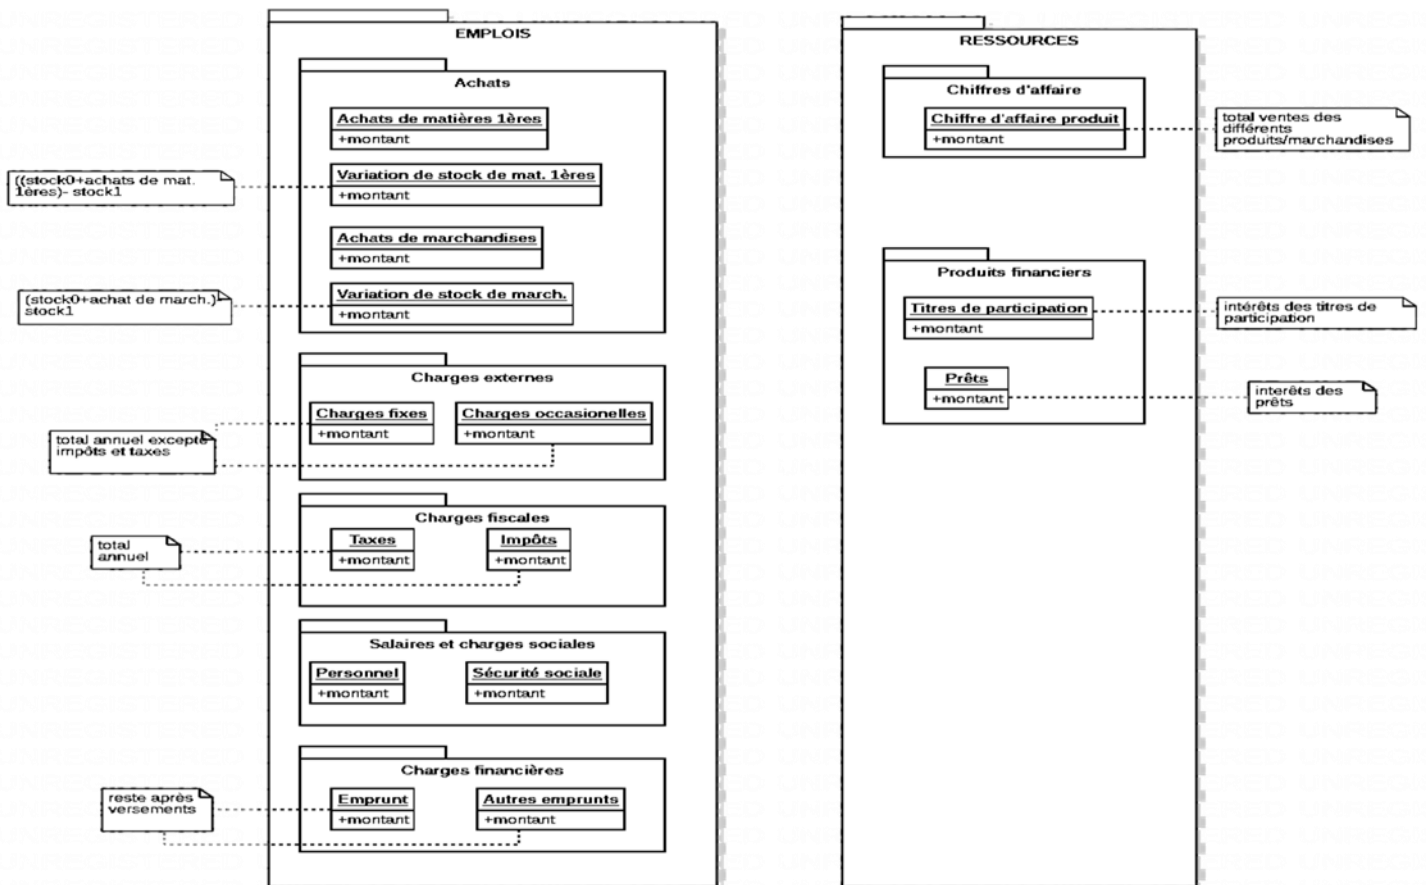 EMPLOIS
Achats
Achats de matières 1ères
+montant
Variation de stock de mat. 1ères
+montant
((stock0+achats de mat.
1ères)- stock1
Achats de marchandises
+montant
Variation de stock de march.
+montant
(stock0+achat de march.)-
stock1
Charges externes
Charges fixes
+montant
Charges occasionelles
+montant
total annuel excepté
impôts et taxes
Charges fiscales
Taxes
+montant
Impôts
+montant
total
annuel
Salaires et charges sociales
Personnel
+montant
Sécurité sociale
+montant
Charges financières
Emprunt
+montant
Autres emprunts
+montant
reste après
versements
RESSOURCES
Chiffres d'affaire
Chiffre d'affaire produit
+montant
total ventes des
différents
produits/marchandises
Produits financiers
Titres de participation
+montant
intérêts des titres de
participation
Prêts
+montant
interêts des
prêts
UNREGISTERED